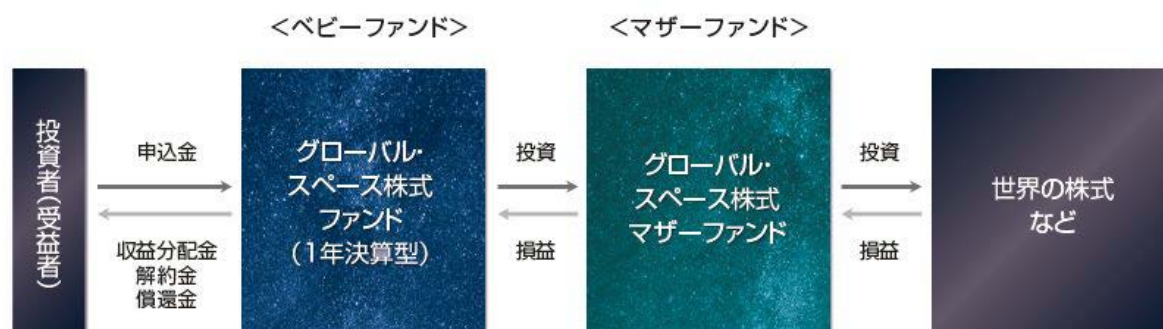 <ベビーファンド>
<マザーファンド>
投資者(受益者)
申込金
収益分配金
解約金
償還金
グローバル・
スペース株式
ファンド
(1年決算型)
投資
損益
グローバル・
スペース株式
マザーファンド
投資
損益
世界の株式
など